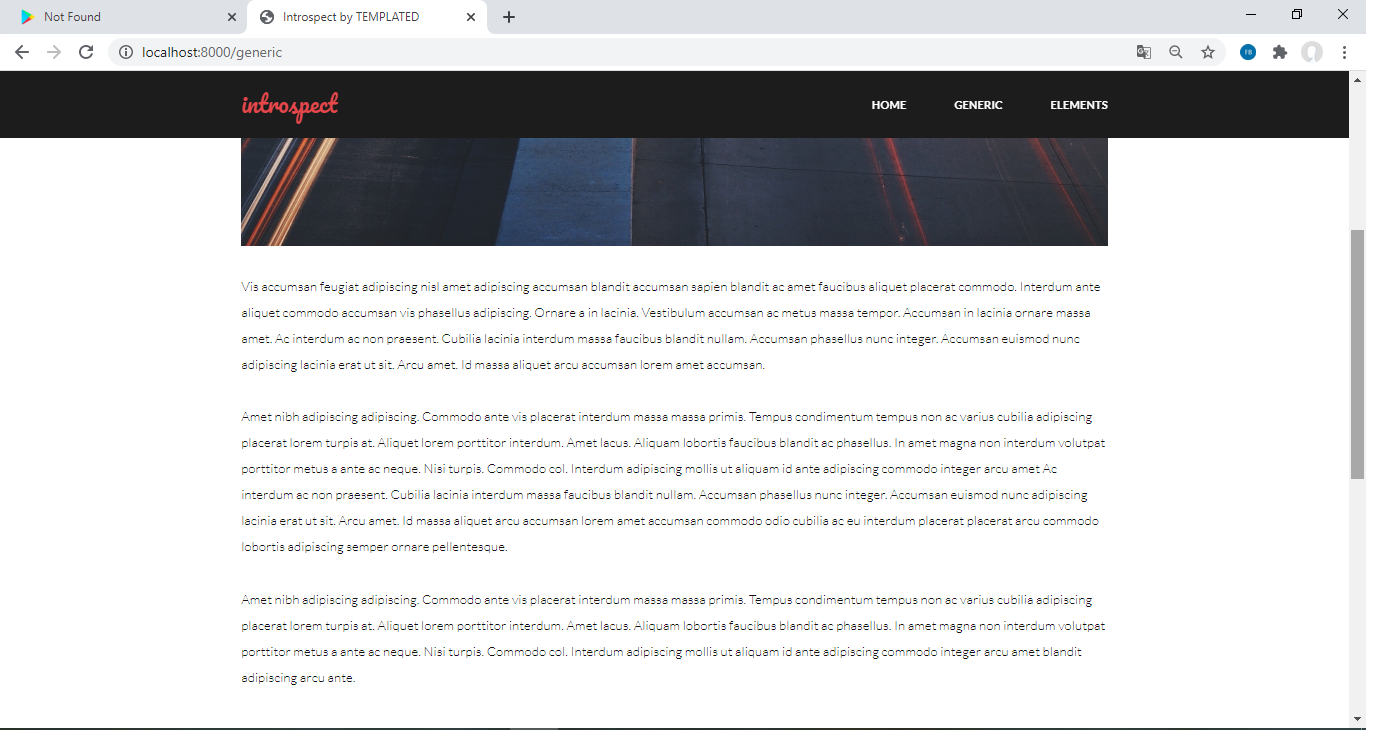 Not Found
Introspect by TEMPLATED
localhost:8000/generic
introspect
HOME
GENERIC
ELEMENTS
Vis accumsan feugiat adipiscing nisl amet adipiscing accumsan blandit accumsan sapien blandit ac amet faucibus aliquet placerat commodo. Interdum ante
aliquet commodo accumsan vis phasellus adipiscing. Ornare a in lacinia. Vestibulum accumsan ac metus massa tempor. Accumsan in lacinia ornare massa
amet. Ac interdum ac non praesent. Cubilia lacinia interdum massa faucibus blandit nullam. Accumsan phasellus nunc integer. Accumsan euismod nunc
adipiscing lacinia erat ut sit. Arcu amet. Id massa aliquet arcu accumsan lorem amet accumsan.
Amet nibh adipiscing adipiscing. Commodo ante vis placerat interdum massa massa primis. Tempus condimentum tempus non ac varius cubilia adipiscing
placerat lorem turpis at. Aliquet lorem porttitor interdum. Amet lacus. Aliquam lobortis faucibus blandit ac phasellus. In amet magna non interdum volutpat
porttitor metus a ante ac neque. Nisi turpis. Commodo col. Interdum adipiscing mollis ut aliquam id ante adipiscing commodo integer arcu amet Ac
interdum ac non praesent. Cubilia lacinia interdum massa faucibus blandit nullam. Accumsan phasellus nunc integer. Accumsan euismod nunc adipiscing
lacinia erat ut sit. Arcu amet. Id massa aliquet arcu accumsan lorem amet accumsan commodo odio cubilia ac eu interdum placerat placerat arcu commodo
lobortis adipiscing semper ornare pellentesque.
Amet nibh adipiscing adipiscing. Commodo ante vis placerat interdum massa massa primis. Tempus condimentum tempus non ac varius cubilia adipiscing
placerat lorem turpis at. Aliquet lorem porttitor interdum. Amet lacus. Aliquam lobortis faucibus blandit ac phasellus. In amet magna non interdum volutpat
porttitor metus a ante ac neque. Nisi turpis. Commodo col. Interdum adipiscing mollis ut aliquam id ante adipiscing commodo integer arcu amet blandit
adipiscing arcu ante.